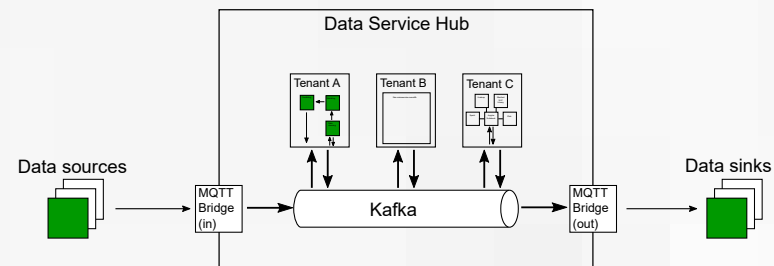 Data Service Hub
Tenant A
Tenant B
Tenant C
Data sources
Data sinks
MQTT
Bridge
(in)
Kafka
MQTT
Bridge
(out)